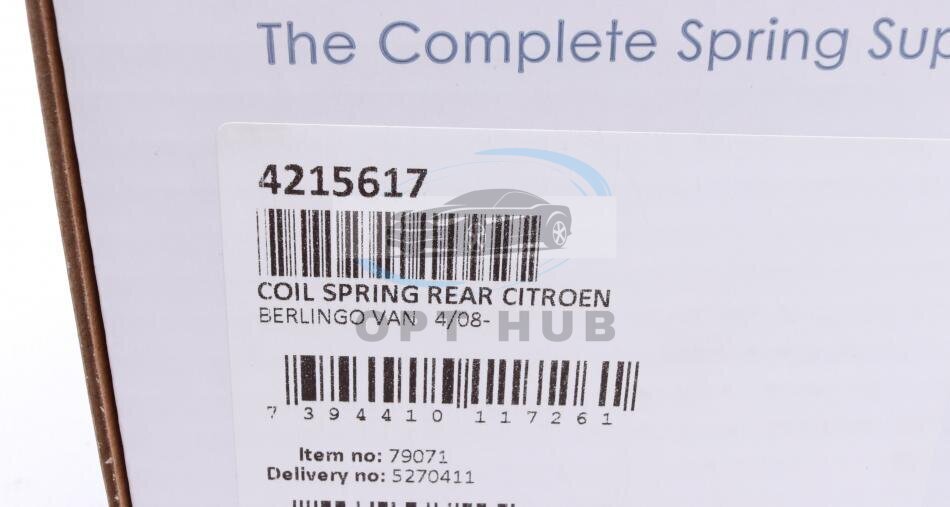 The Complete Spring Sup
4215617
COIL SPRING REAR CITROEN
BERLINGO VAN 4/08-
OPT HUB
7 394410 117261
Item no: 79071
Delivery no: 5270411